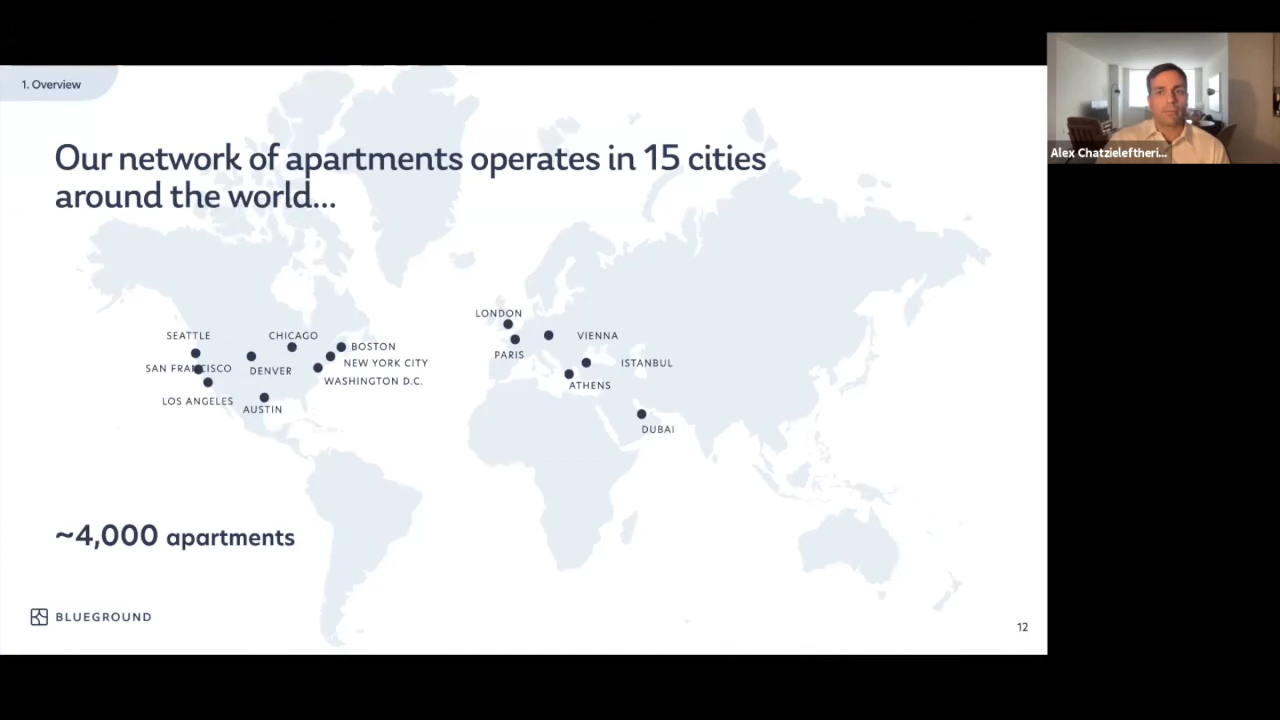 1. Overview
Our network of apartments operates in 15 cities
around the world...
Alex Chatzieleftheri...
LONDON
SEATTLE
CHICAGO
BOSTON
VIENNA
PARIS
NEW YORK CITY
ISTANBUL
SAN FRANCISCO
DENVER
WASHINGTON D.C.
ATHENS
LOS ANGELES
AUSTIN
DUBAI
~4,000 apartments
BLUEGROUND
12